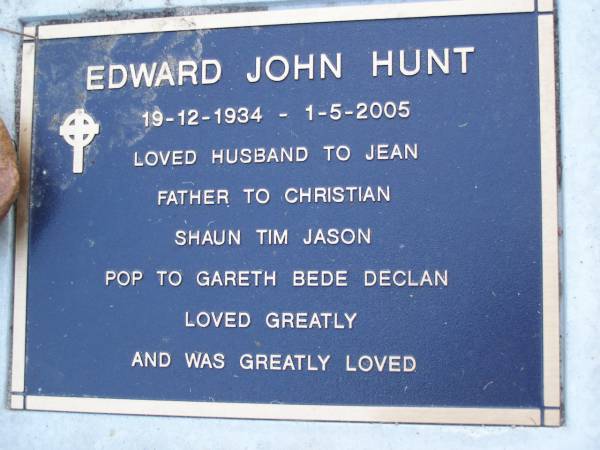 EDWARD JOHN HUNT
19-12-1934 - 1-5-2005
LOVED HUSBAND TO JEAN
FATHER TO CHRISTIAN
SHAUN TIM JASON
POP TO GARETH BEDE DECLAN
LOVED GREATLY
AND WAS GREATLY LOVED